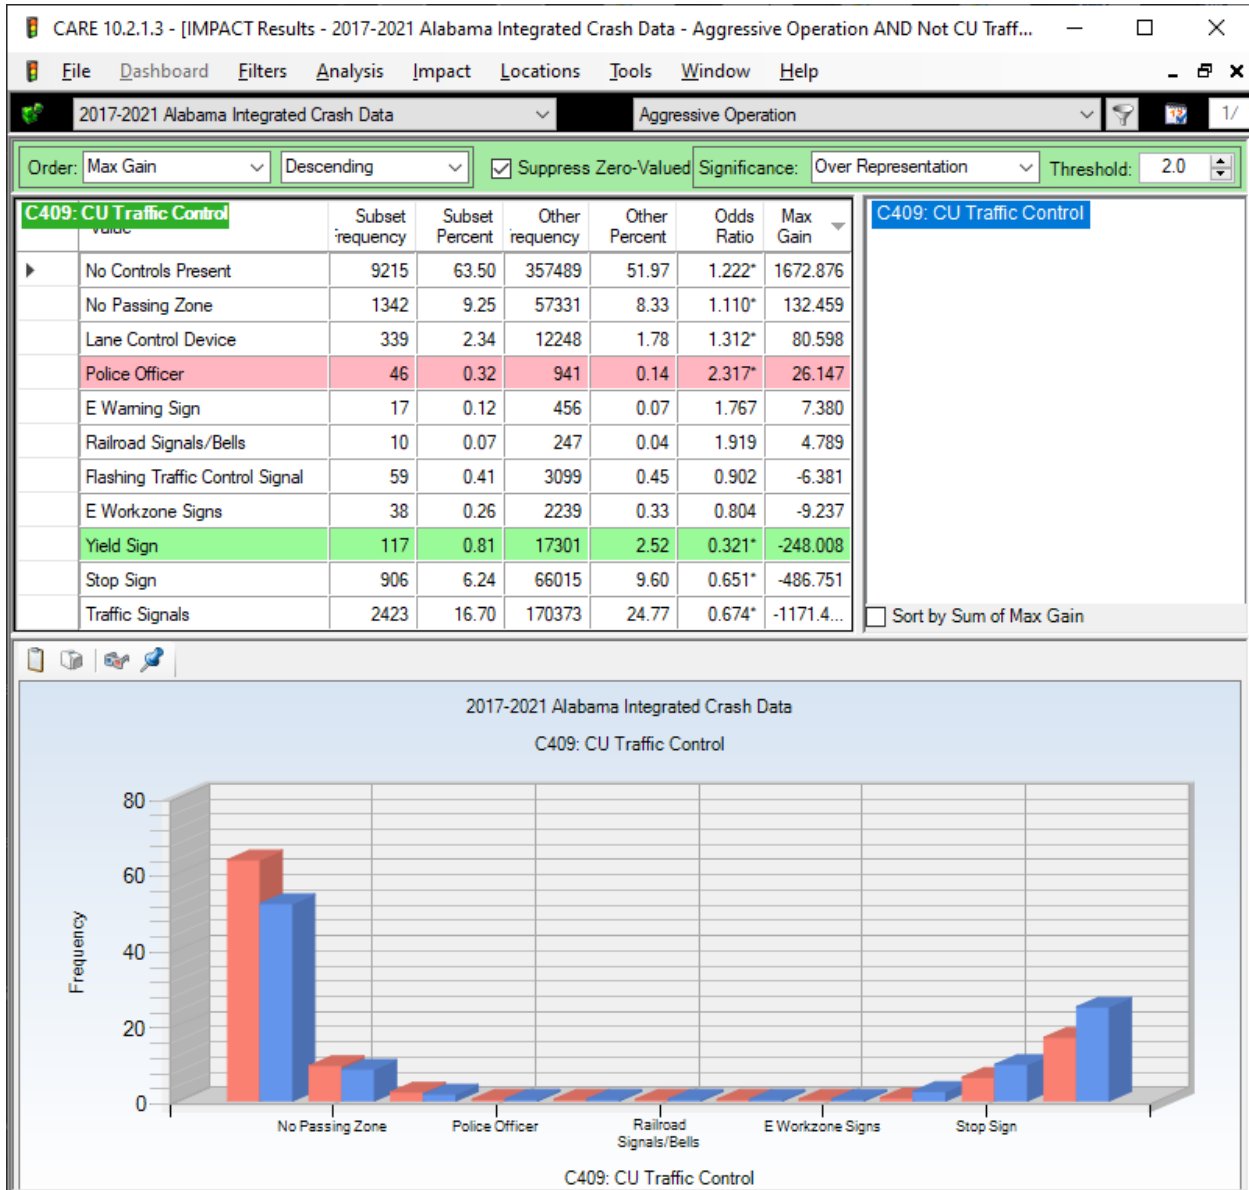 CARE 10.2.1.3 - [IMPACT Results - 2017-2021 Alabama Integrated Crash Data - Aggressive Operation AND Not CU Traff...
File Dashboard Filters Analysis Impact Locations Tools Window Help
2017-2021 Alabama Integrated Crash Data Aggressive Operation 1/
Order: Max Gain Descending Suppress Zero-Valued Significance: Over Representation Threshold: 2.0
C409: CU Traffic Control Subset Subset Other Other Odds Max C409: CU Traffic Control
Frequency Percent Frequency Percent Ratio Gain
No Controls Present 9215 63.50 357489 51.97 1.222* 1672.876
No Passing Zone 1342 9.25 57331 8.33 1.110* 132.459
Lane Control Device 339 2.34 12248 1.78 1.312* 80.598
Police Officer 46 0.32 941 0.14 2.317* 26.147
E Warning Sign 17 0.12 456 0.07 1.767 7.380
Railroad Signals/Bells 10 0.07 247 0.04 1.919 4.789
Flashing Traffic Control Signal 59 0.41 3099 0.45 0.902 -6.381
E Workzone Signs 38 0.26 2239 0.33 0.804 -9.237
Yield Sign 117 0.81 17301 2.52 0.321* -248.008
Stop Sign 906 6.24 66015 9.60 0.651* -486.751
Traffic Signals 2423 16.70 170373 24.77 0.674* -1171.4...
Sort by Sum of Max Gain
2017-2021 Alabama Integrated Crash Data
C409: CU Traffic Control
80
60
40
20
0
Frequency
No Passing Zone Police Officer Railroad Signals/Bells E Workzone Signs Stop Sign
C409: CU Traffic Control